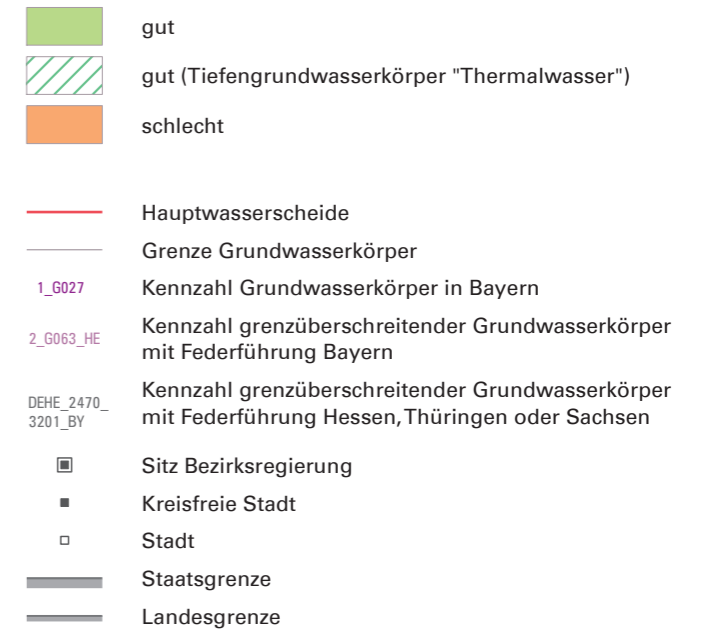 gut
gut (Tiefengrundwasserkörper "Thermalwasser")
schlecht
Hauptwasserscheide
Grenze Grundwasserkörper
1_G027 Kennzahl Grundwasserkörper in Bayern
2_G063_HE Kennzahl grenzüberschreitender Grundwasserkörper
mit Federführung Bayern
DEHE_2470_
3201_BY
Kennzahl grenzüberschreitender Grundwasserkörper
mit Federführung Hessen, Thüringen oder Sachsen
Sitz Bezirksregierung
Kreisfreie Stadt
Stadt
Staatsgrenze
Landesgrenze